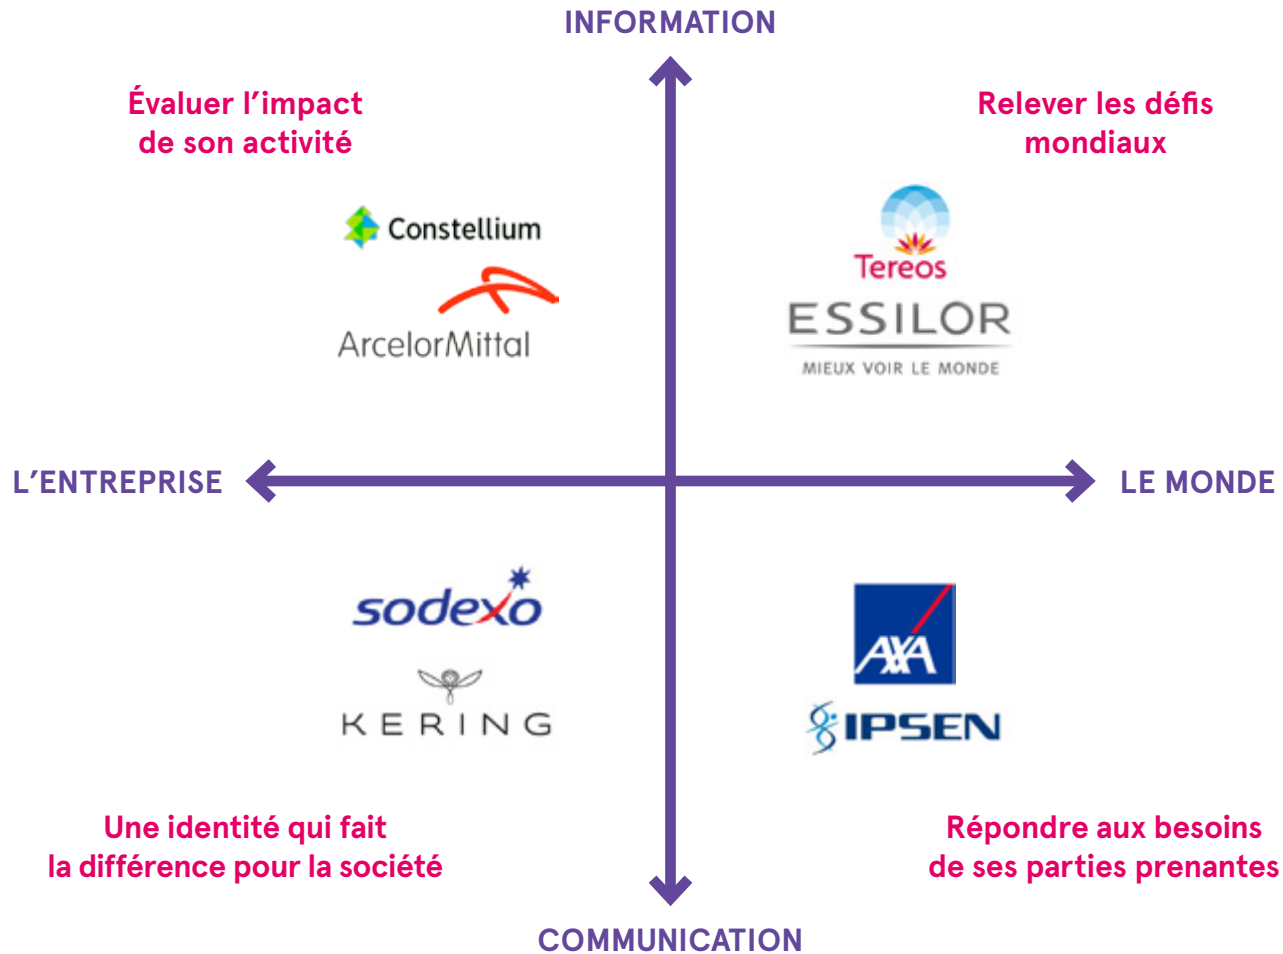 INFORMATION
Évaluer l’impact
de son activité
Relever les défis
mondiaux
Constellium
ArcelorMittal
Tereos
ESSILOR
MIEUX VOIR LE MONDE
L’ENTREPRISE
LE MONDE
sodexo
KERING
AXA
IPSEN
Une identité qui fait
la différence pour la société
Répondre aux besoins
de ses parties prenantes
COMMUNICATION